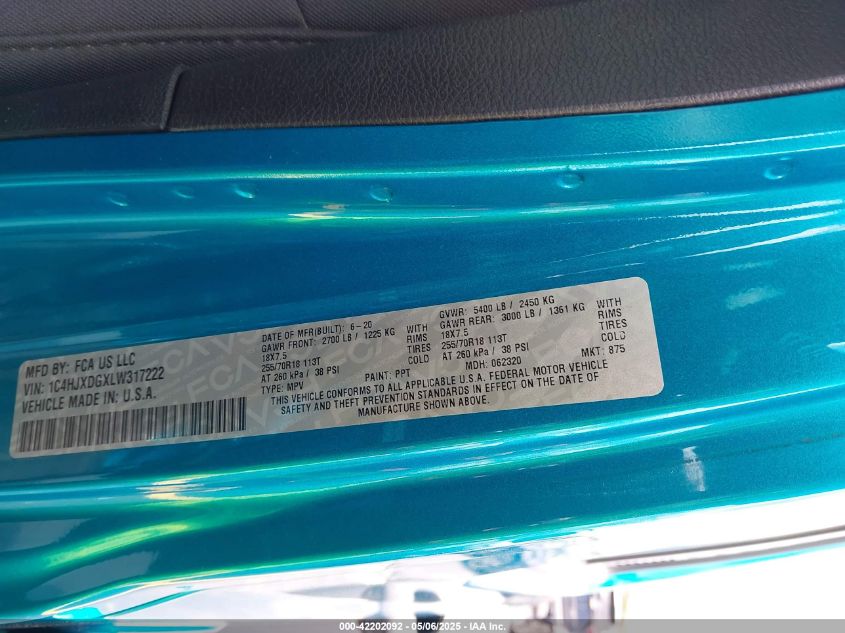 MFD BY: FCA US LLC
VIN: 1C4HJXDGXLW317222
VEHICLE MADE IN: U.S.A.
DATE OF MFR(BUILT): 6-20
GAWR FRONT: 2700 LB / 1225 KG WITH
18X7.5 RIMS
255/70R18 113T TIRES
AT 260 kPa / 38 PSI COLD
TYPE: MPV PAINT: PPT
GVWR: 5400 LB / 2450 KG
GAWR REAR: 3000 LB / 1361 KG WITH
18X7.5 RIMS
255/70R18 113T TIRES
AT 260 kPa / 38 PSI COLD
MDH: 062320 MKT: 875
THIS VEHICLE CONFORMS TO ALL APPLICABLE U.S.A. FEDERAL MOTOR VEHICLE
SAFETY AND THEFT PREVENTION STANDARDS IN EFFECT ON THE DATE OF
MANUFACTURE SHOWN ABOVE.
000-42202092 - 05/06/2025 - IAA Inc.